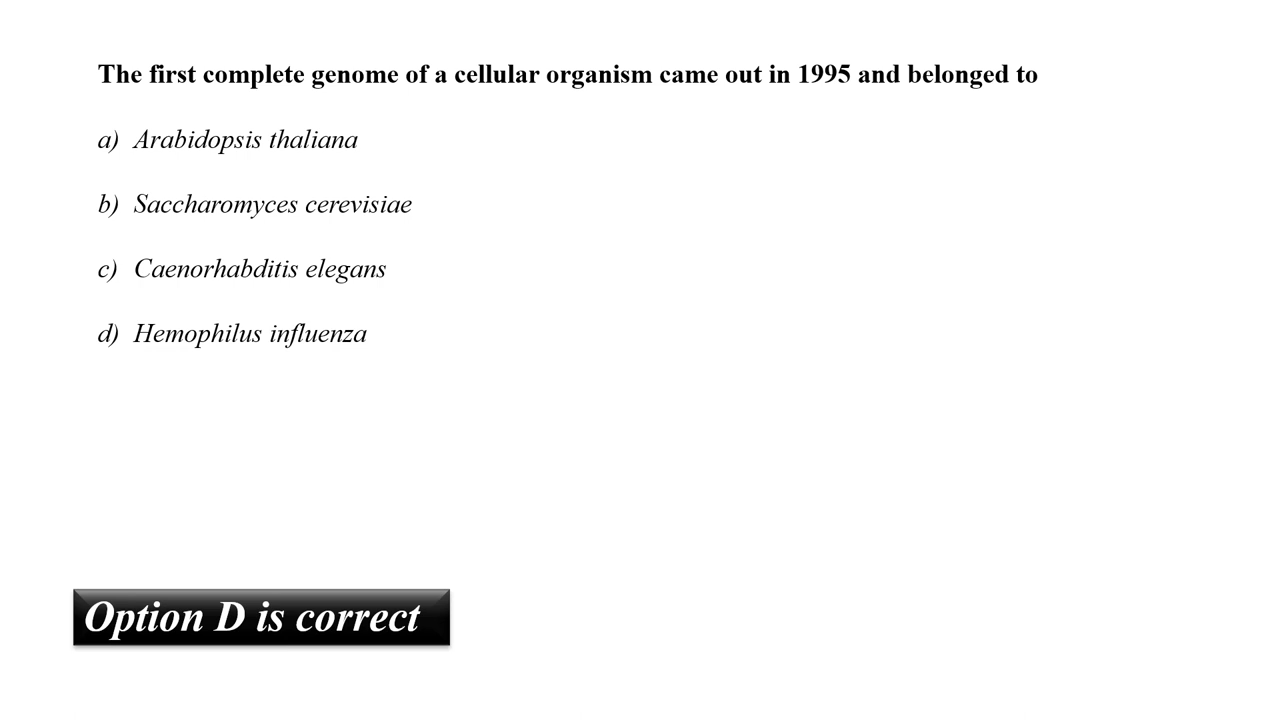 The first complete genome of a cellular organism came out in 1995 and belonged to
a) Arabidopsis thaliana
b) Saccharomyces cerevisiae
c) Caenorhabditis elegans
d) Hemophilus influenza
Option D is correct